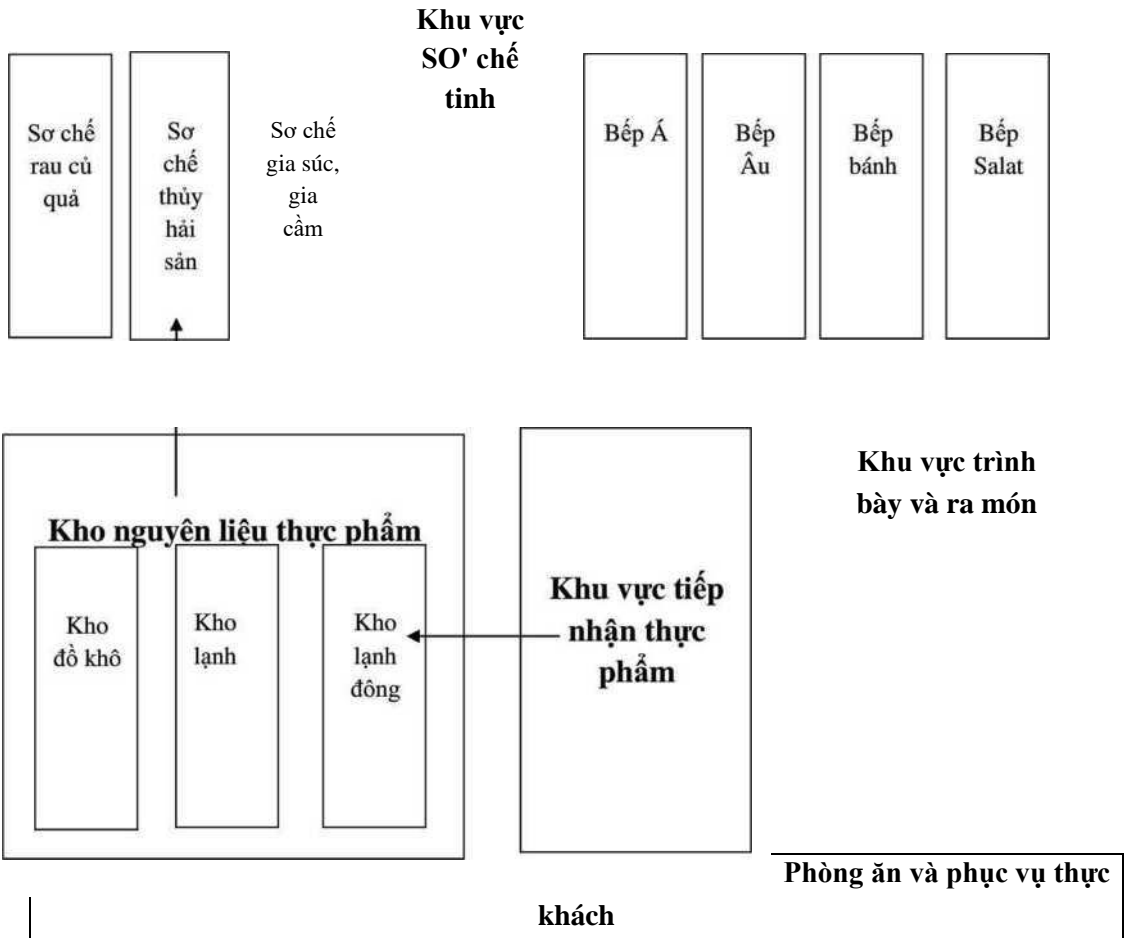 Khu vực
SO' chế
tinh
Sơ chế
rau củ
quả
Sơ
chế
thủy
hải
sản
Sơ chế
gia súc,
gia
cầm
Bếp Á
Bếp
Âu
Bếp
bánh
Bếp
Salat
Kho nguyên liệu thực phẩm
Kho
đồ khô
Kho
lạnh
Kho
lạnh
đông
Khu vực tiếp
nhận thực
phẩm
Khu vực trình
bày và ra món
Phòng ăn và phục vụ thực
khách